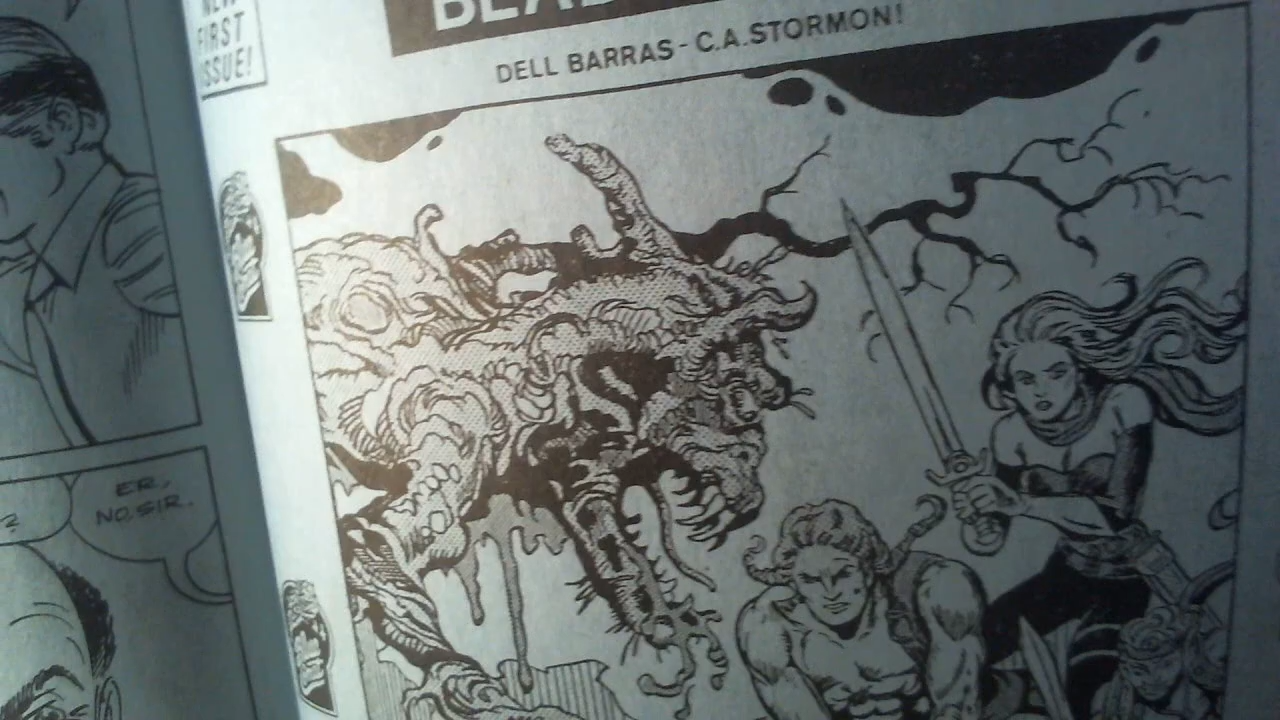 NEW
FIRST
ISSUE!
DELL BARRAS - C.A.STORMON!
ER,
NO, SIR.
?